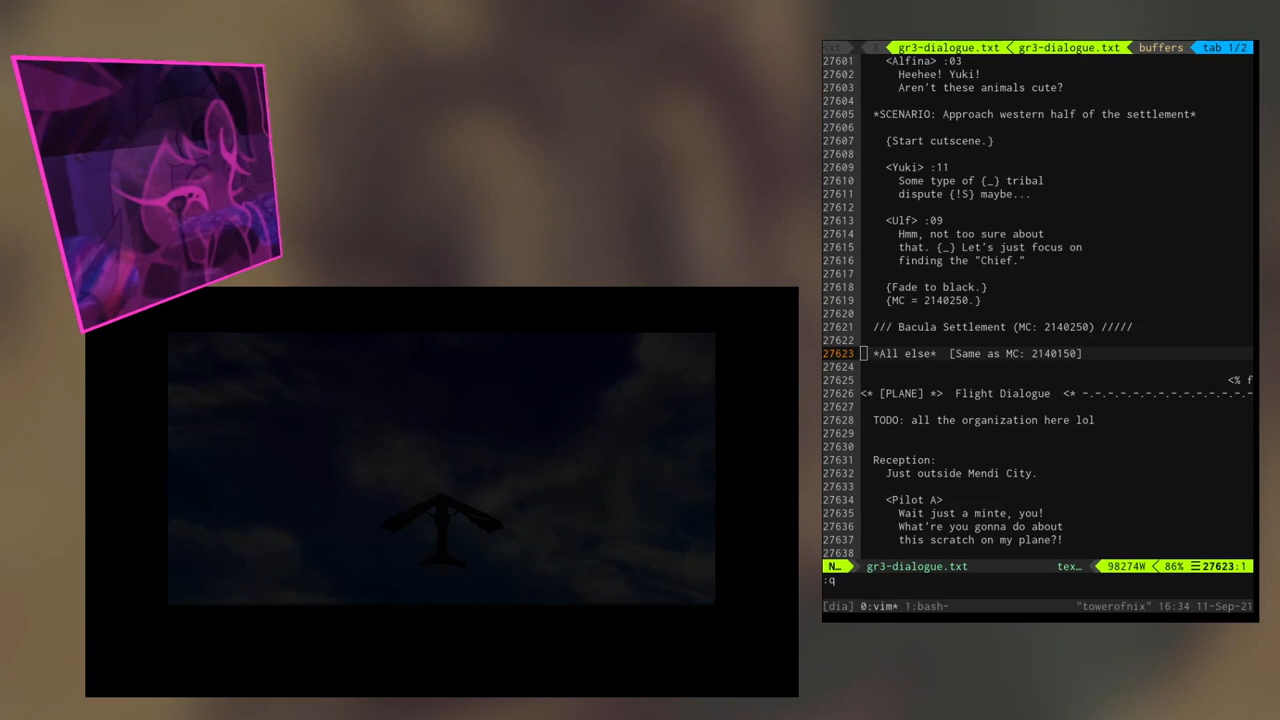 <xt X gr3-dialogue.txt gr3-dialogue.txt buffers tab 1/2
27601 <Alfina> :03
27602 Heehee! Yuki!
27603 Aren't these animals cute?
27604
27605 *SCENARIO: Approach western half of the settlement*
27606
27607 {Start cutscene.}
27608
27609 <Yuki> :11
27610 Some type of {_} tribal
27611 dispute {!S} maybe...
27612
27613 <Ulf> :09
27614 Hmm, not too sure about
27615 that. {_} Let's just focus on
27616 finding the "Chief."
27617
27618 {Fade to black.}
27619 {MC = 2140250.}
27620
27621 /// Bacula Settlement (MC: 2140250) /////
27622
27623 *All else* [Same as MC: 2140150]
27624
27625 <% f
27626 <* [PLANE] *> Flight Dialogue <* -.-.-.-.-.-.-.-.-.-.-.-.-.-
27627
27628 TODO: all the organization here lol
27629
27630
27631 Reception:
27632 Just outside Mendi City.
27633
27634 <Pilot A>
27635 Wait just a minte, you!
27636 What're you gonna do about
27637 this scratch on my plane?!
27638
N… gr3-dialogue.txt tex… 98274W 86% ☰27623:1
:q
[dia] 0:vim* 1:bash- "towerofnix" 16:34 11-Sep-21